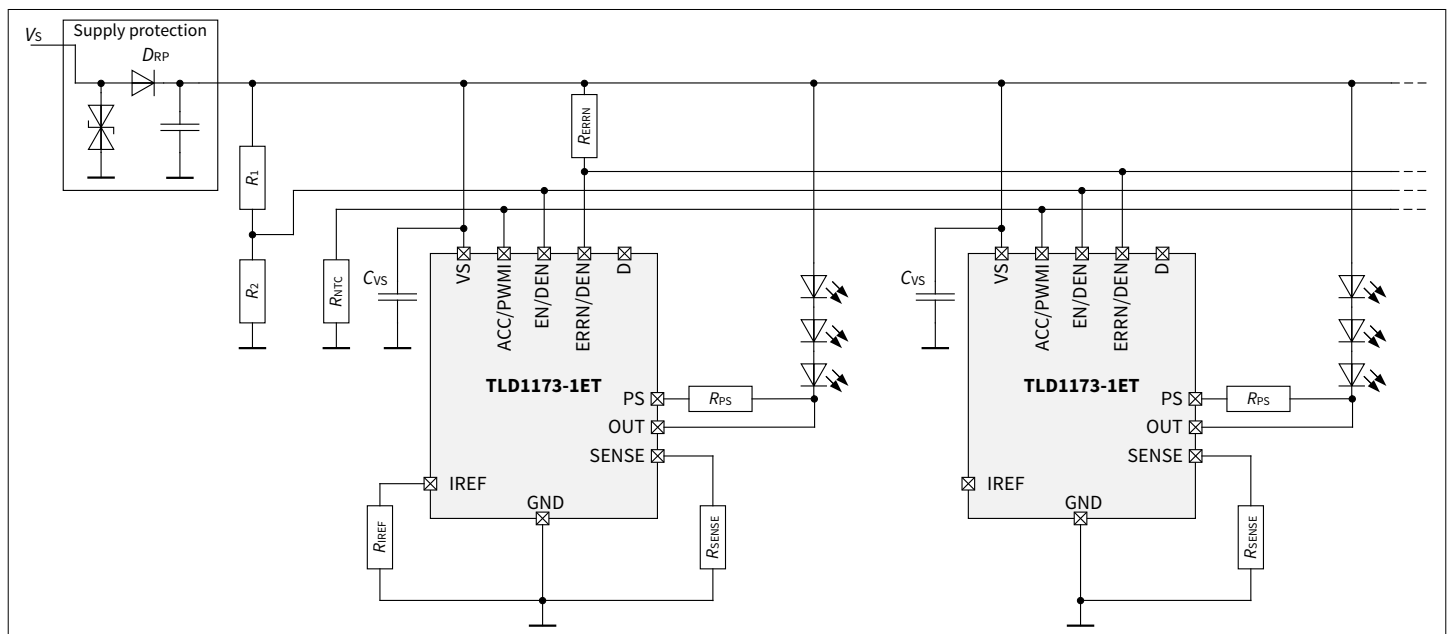 Supply protection
VS
DRP
R1
RERRN
R2
RNTC
CVS
VS
ACC/PWMI
EN/DEN
ERRN/DEN
D
TLD1173-1ET
PS
RPS
OUT
SENSE
IREF
GND
RIREF
RSENSE
CVS
VS
ACC/PWMI
EN/DEN
ERRN/DEN
D
TLD1173-1ET
PS
RPS
OUT
SENSE
IREF
GND
RSENSE